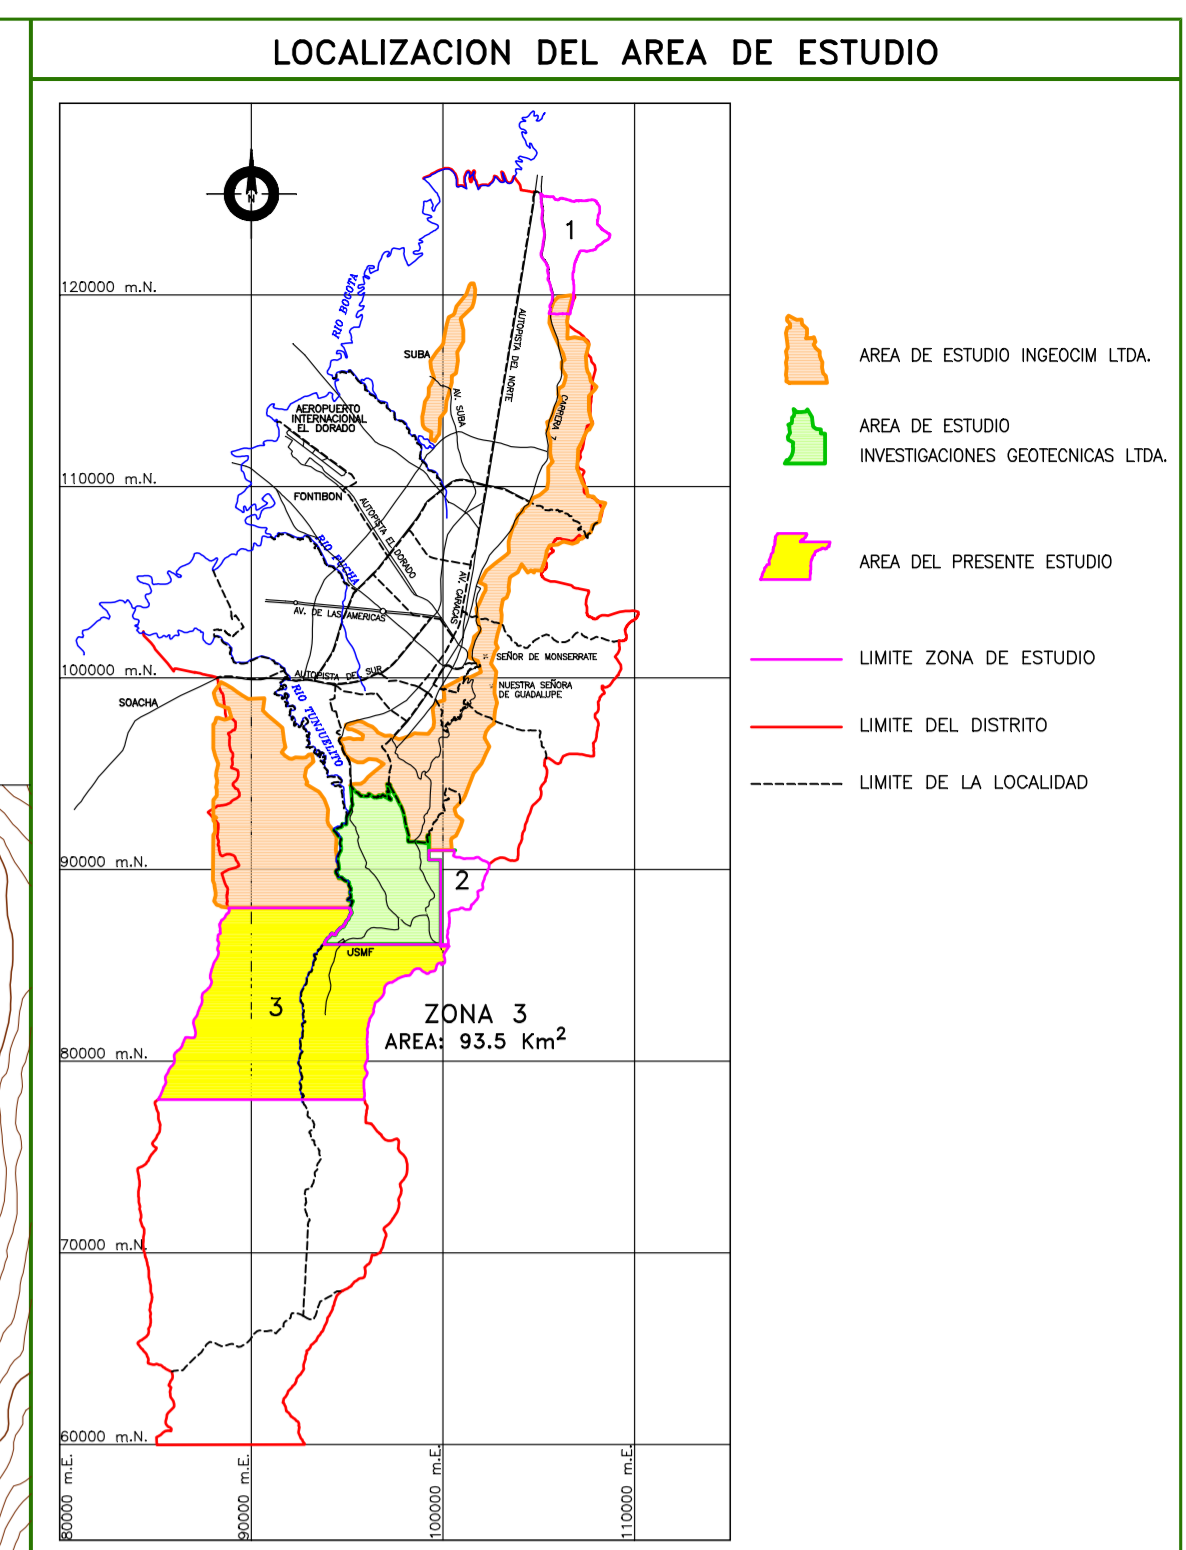 LOCALIZACION DEL AREA DE ESTUDIO
N
1
120000 m.N.
RIO BOGOTA
AUTOPISTA DEL NORTE
SUBA
AV. SUBA
CARRERA 7
AEROPUERTO
INTERNACIONAL
EL DORADO
110000 m.N.
FONTIBON
AUTOPISTA EL DORADO
RIO FUCHA
AV. CARACAS
AV. DE LAS AMERICAS
SEÑOR DE MONSERRATE
100000 m.N.
AUTOPISTA DEL SUR
NUESTRA SEÑORA
DE GUADALUPE
SOACHA
RIO TUNJUELITO
90000 m.N.
2
USMF
3
ZONA 3
AREA: 93.5 Km²
80000 m.N.
70000 m.N.
60000 m.N.
80000 m.E.
90000 m.E.
100000 m.E.
110000 m.E.
AREA DE ESTUDIO INGEOCIM LTDA.
AREA DE ESTUDIO
INVESTIGACIONES GEOTECNICAS LTDA.
AREA DEL PRESENTE ESTUDIO
LIMITE ZONA DE ESTUDIO
LIMITE DEL DISTRITO
LIMITE DE LA LOCALIDAD